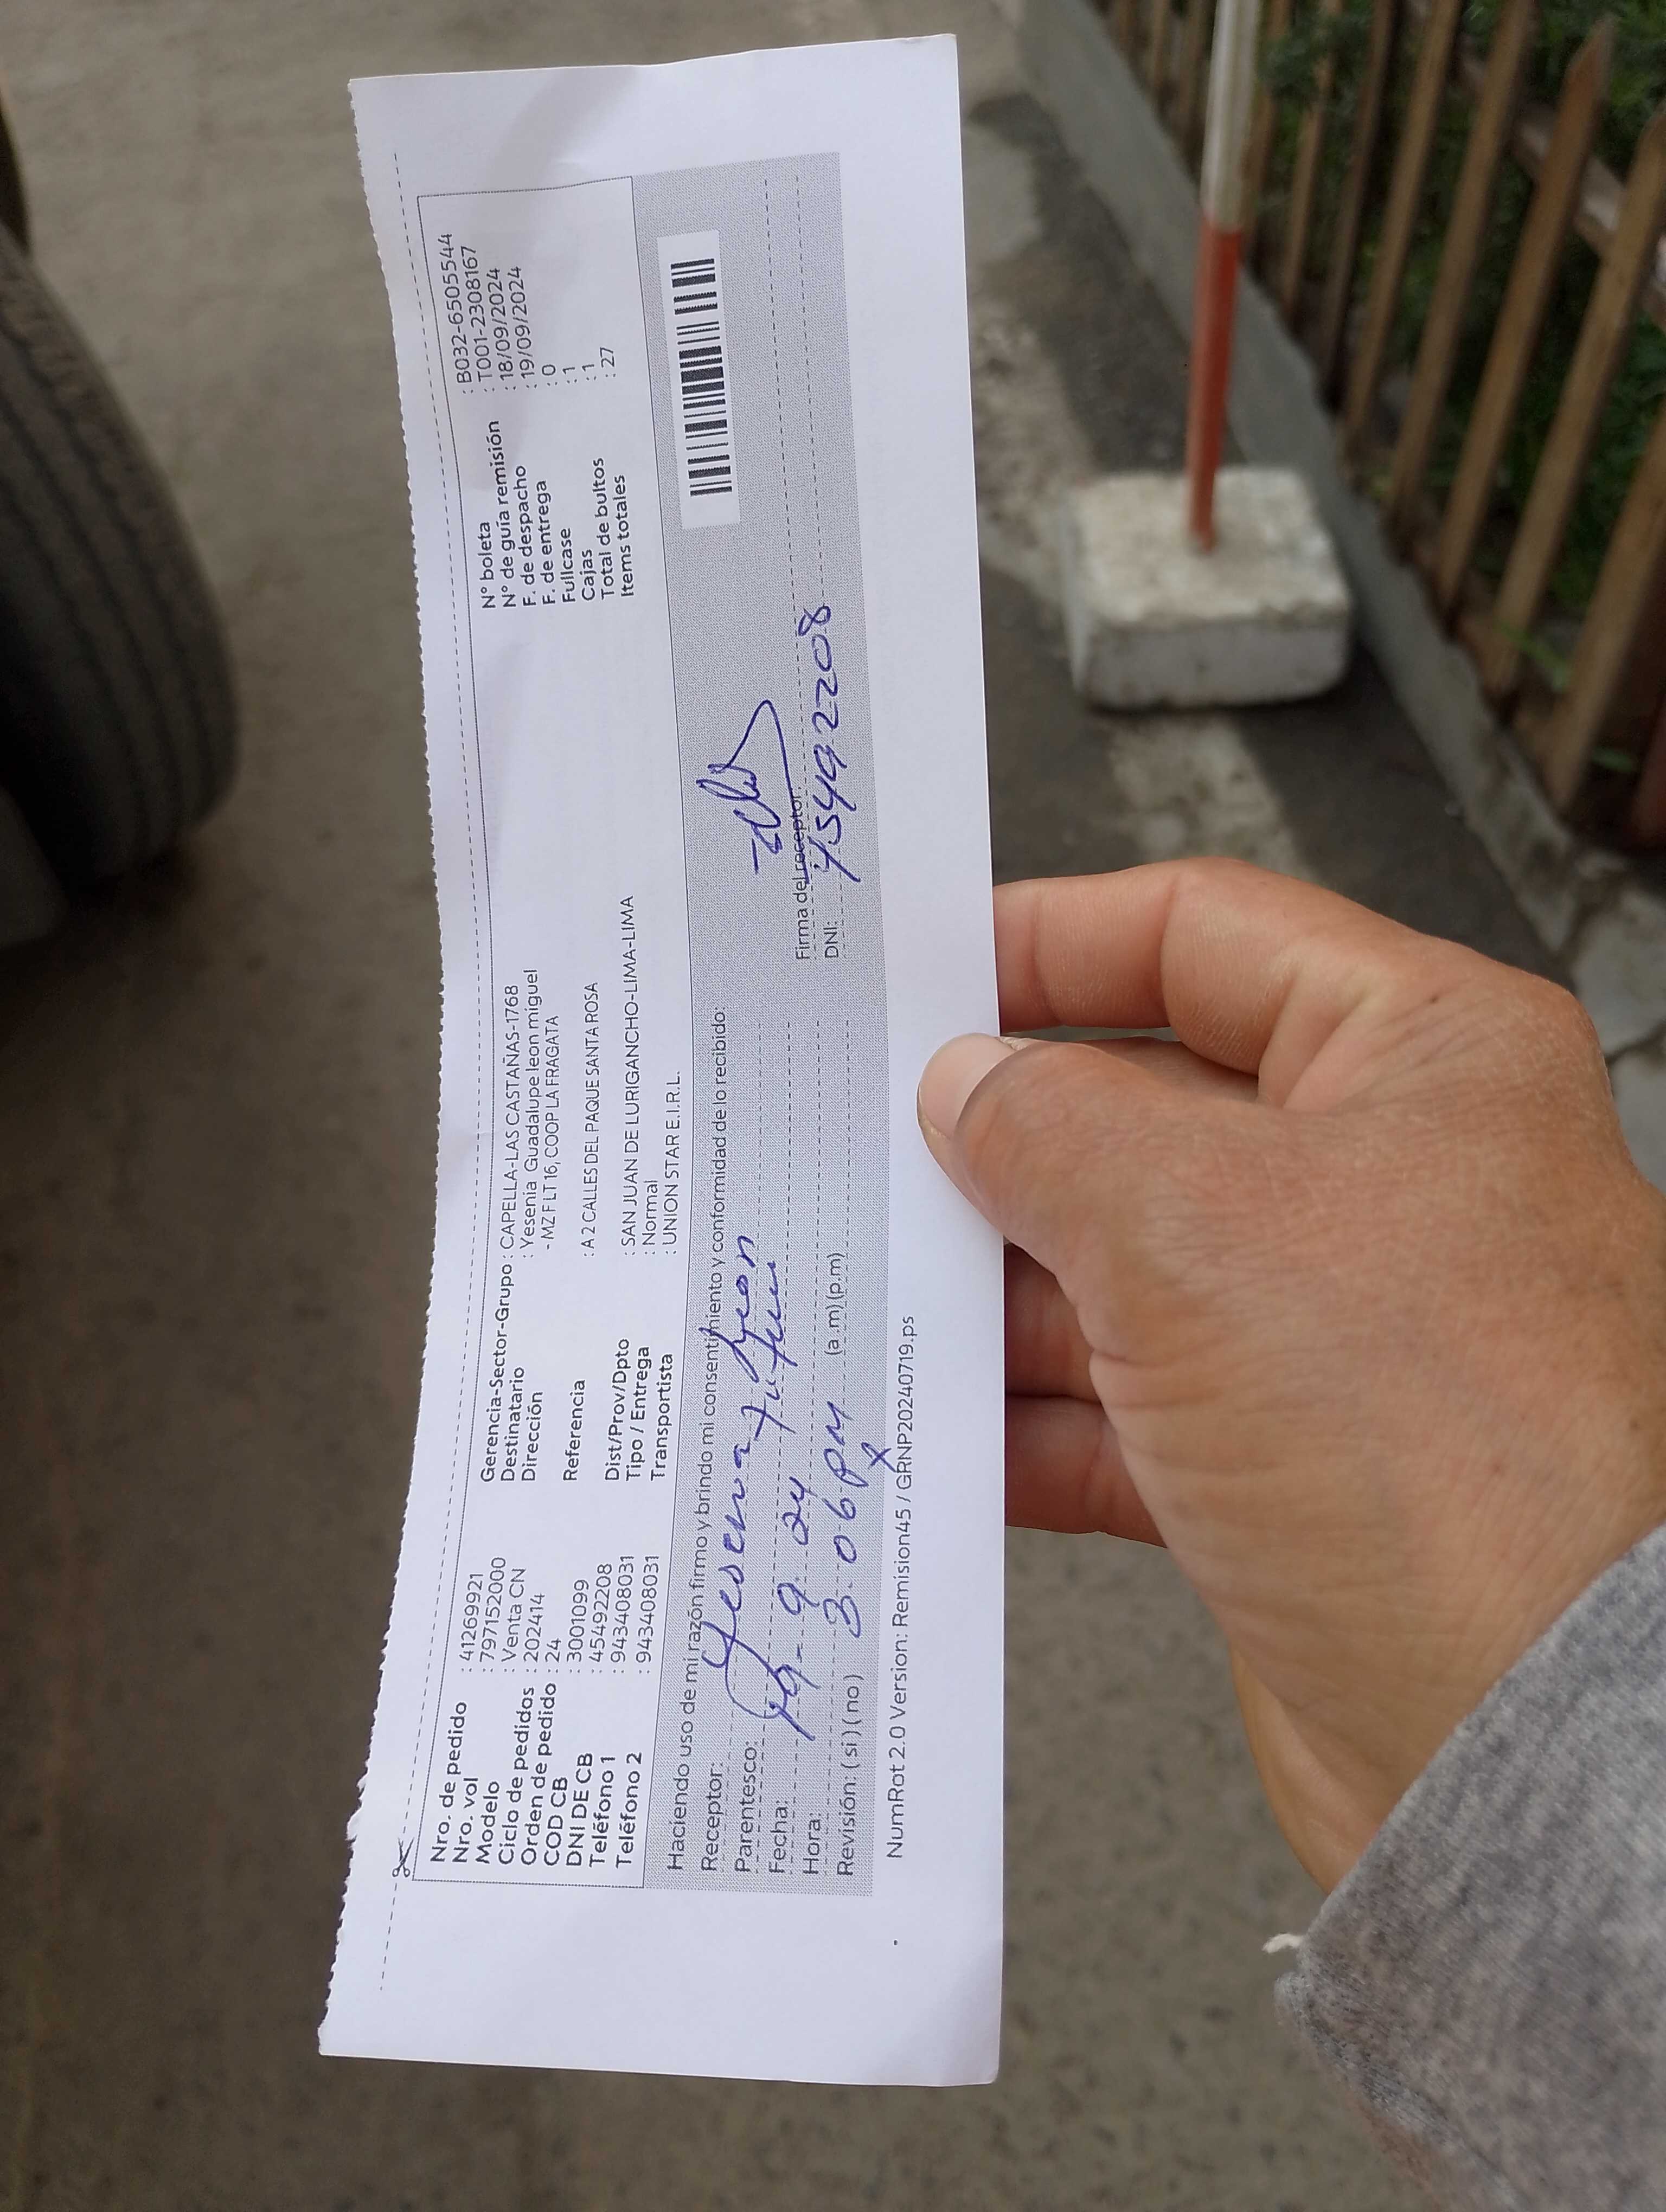 Nro. de pedido : 41269921
Nro. vol : 797152000
Modelo : Venta CN
Ciclo de pedidos : 202414
Orden de pedido : 24
COD CB : 3001099
DNI DE CB : 45492208
Teléfono 1 : 943408031
Teléfono 2 : 943408031
Gerencia-Sector-Grupo : CAPELLA-LAS CASTAÑAS-1768
Destinatario : Yesenia Guadalupe leon miguel
Dirección - MZ F LT 16, COOP LA FRAGATA
Referencia : A 2 CALLES DEL PAQUE SANTA ROSA
Dist/Prov/Dpto : SAN JUAN DE LURIGANCHO-LIMA-LIMA
Tipo / Entrega : Normal
Transportista : UNION STAR E.I.R.L.
N° boleta : B032-6505544
N° de guía remisión : T001-2308167
F. de despacho : 18/09/2024
F. de entrega : 19/09/2024
Fullcase : 0
Cajas : 1
Total de bultos : 1
Items totales : 27
Haciendo uso de mi razón firmo y brindo mi consentimiento y conformidad de lo recibido:
Receptor: Yesenia Leon
Parentesco:
Fecha: 19-9-24
Hora: 3.06 PM (a.m) (p.m)
Revisión: (si) (no)
Firma del receptor
DNI: 45492208
NumRot 2.0 Version: Remision45 / GRNP20240719.ps